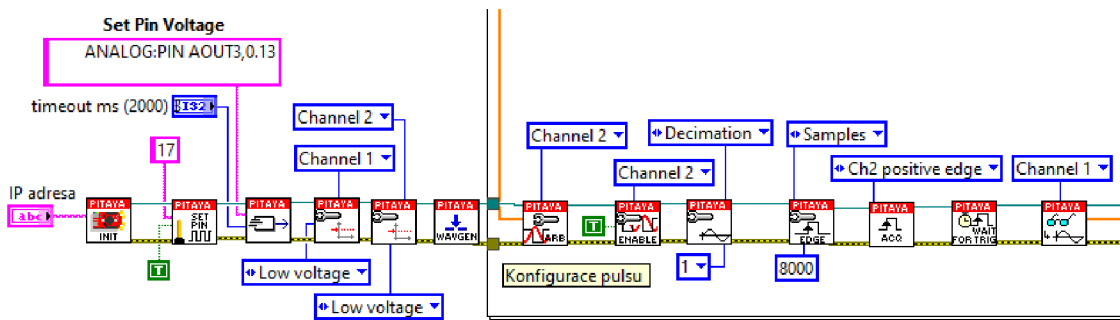 Set Pin Voltage
ANALOG:PIN AOUT3,0.13
timeout ms (2000)
I32
17
IP adresa
abc
T
Channel 2
Channel 1
Low voltage
Low voltage
PITAYA
INIT
PITAYA
SET
PIN
PITAYA
PITAYA
PITAYA
PITAYA
WAVGEN
Channel 2
Channel 2
Decimation
Samples
Ch2 positive edge
Channel 1
PITAYA
ARB
T
PITAYA
ENABLE
PITAYA
1
PITAYA
EDGE
8000
PITAYA
ACQ
PITAYA
WAIT
FOR TRIG
PITAYA
Konfigurace pulsu